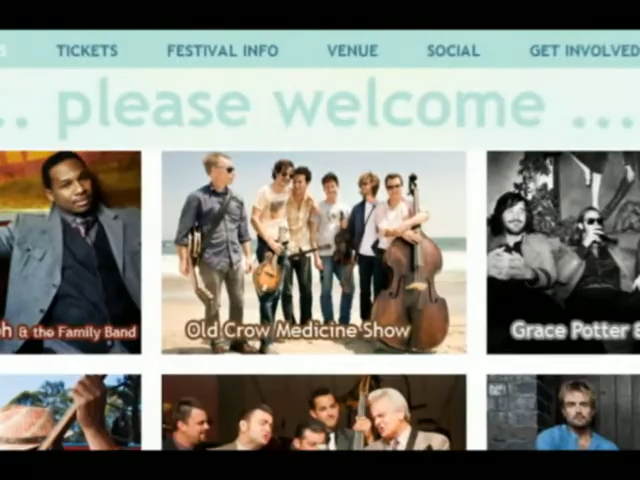 TICKETS FESTIVAL INFO VENUE SOCIAL GET INVOLVED
.. please welcome ...
& the Family Band
Old Crow Medicine Show
Grace Potter &